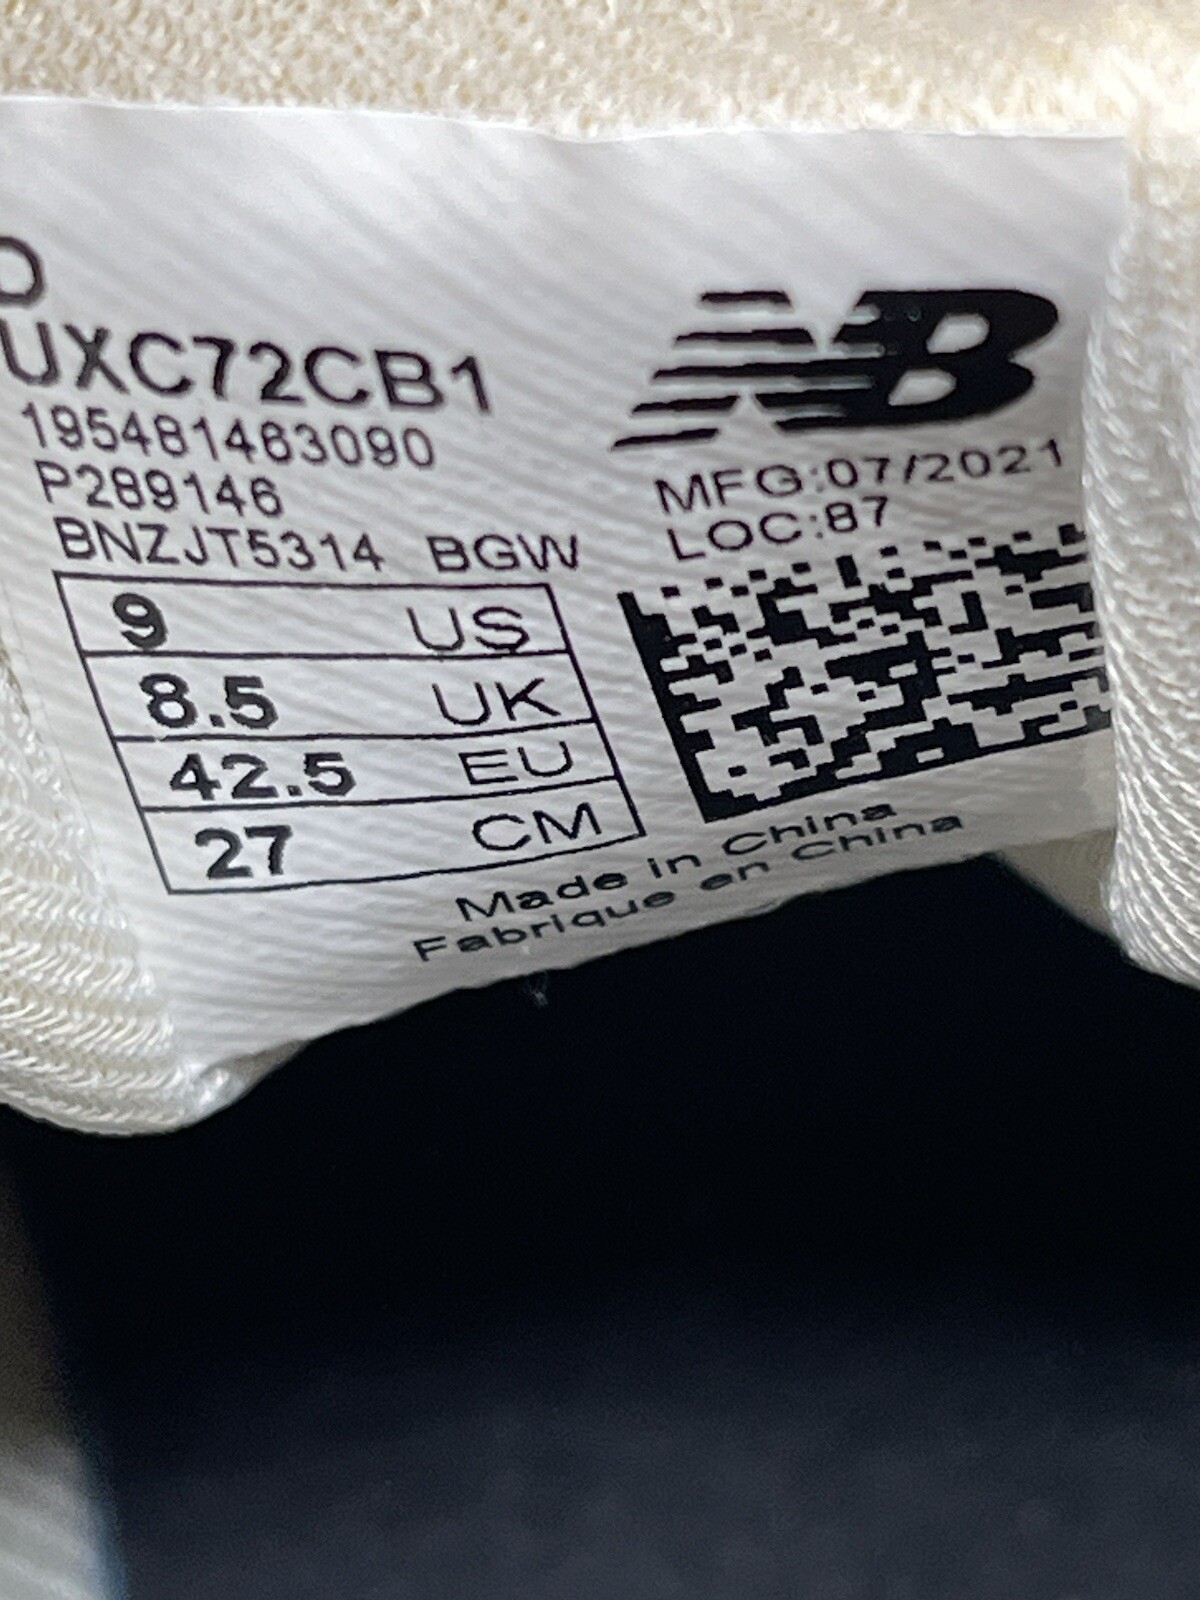 D
UXC72CB1
195481463090
P289146
BNZJT5314 BGW
9 US
8.5 UK
42.5 EU
27 CM
NB
MFG:07/2021
LOC:87
Made in China
Fabrique en China